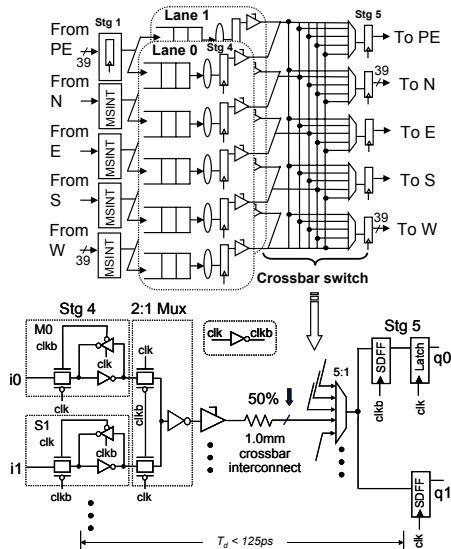 From PE
39
Stg 1
Lane 1
Lane 0
Stg 4
Stg 5
To PE
From N
MSINT
39
To N
From E
MSINT
To E
From S
MSINT
To S
From W
39
MSINT
39
To W
Crossbar switch
Stg 4
2:1 Mux
clk
clkb
Stg 5
M0
clkb
clk
clk
i0
clk
clkb
S1
clk
clkb
i1
clkb
clk
50%
1.0mm
crossbar
interconnect
5:1
SDFF
clkb
Latch
clk
q0
SDFF
clk
q1
Td < 125ps